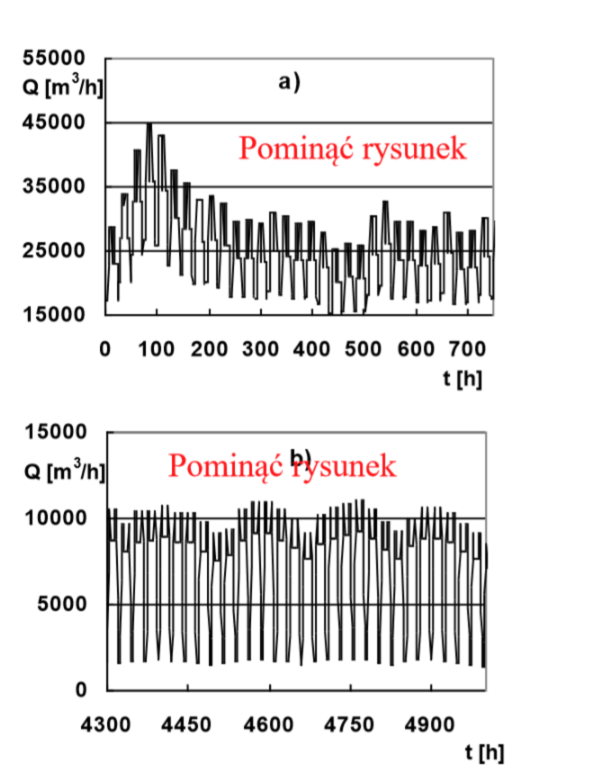 55000
Q [m³/h]
a)
45000
Pominąć rysunek
35000
25000
15000
0 100 200 300 400 500 600 700
t [h]
15000
Q [m³/h]
b)
Pominąć rysunek
10000
5000
0
4300 4450 4600 4750 4900
t [h]